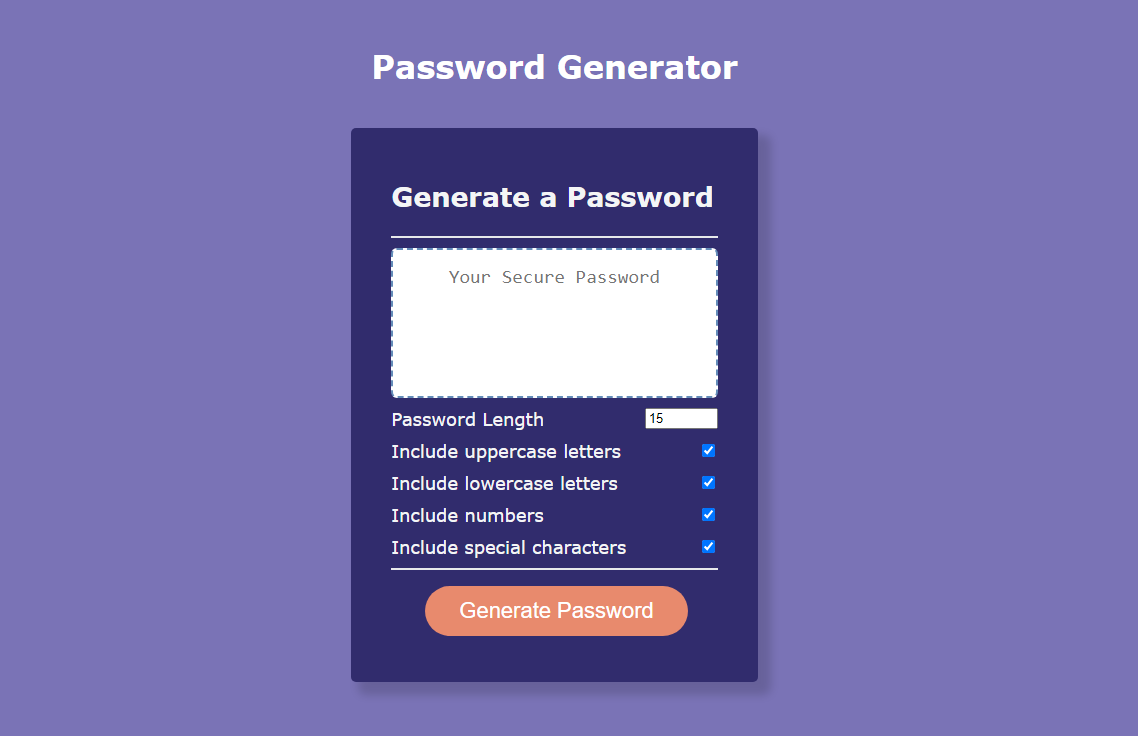 Password Generator
Generate a Password
Your Secure Password
Password Length 15
Include uppercase letters
Include lowercase letters
Include numbers
Include special characters
Generate Password